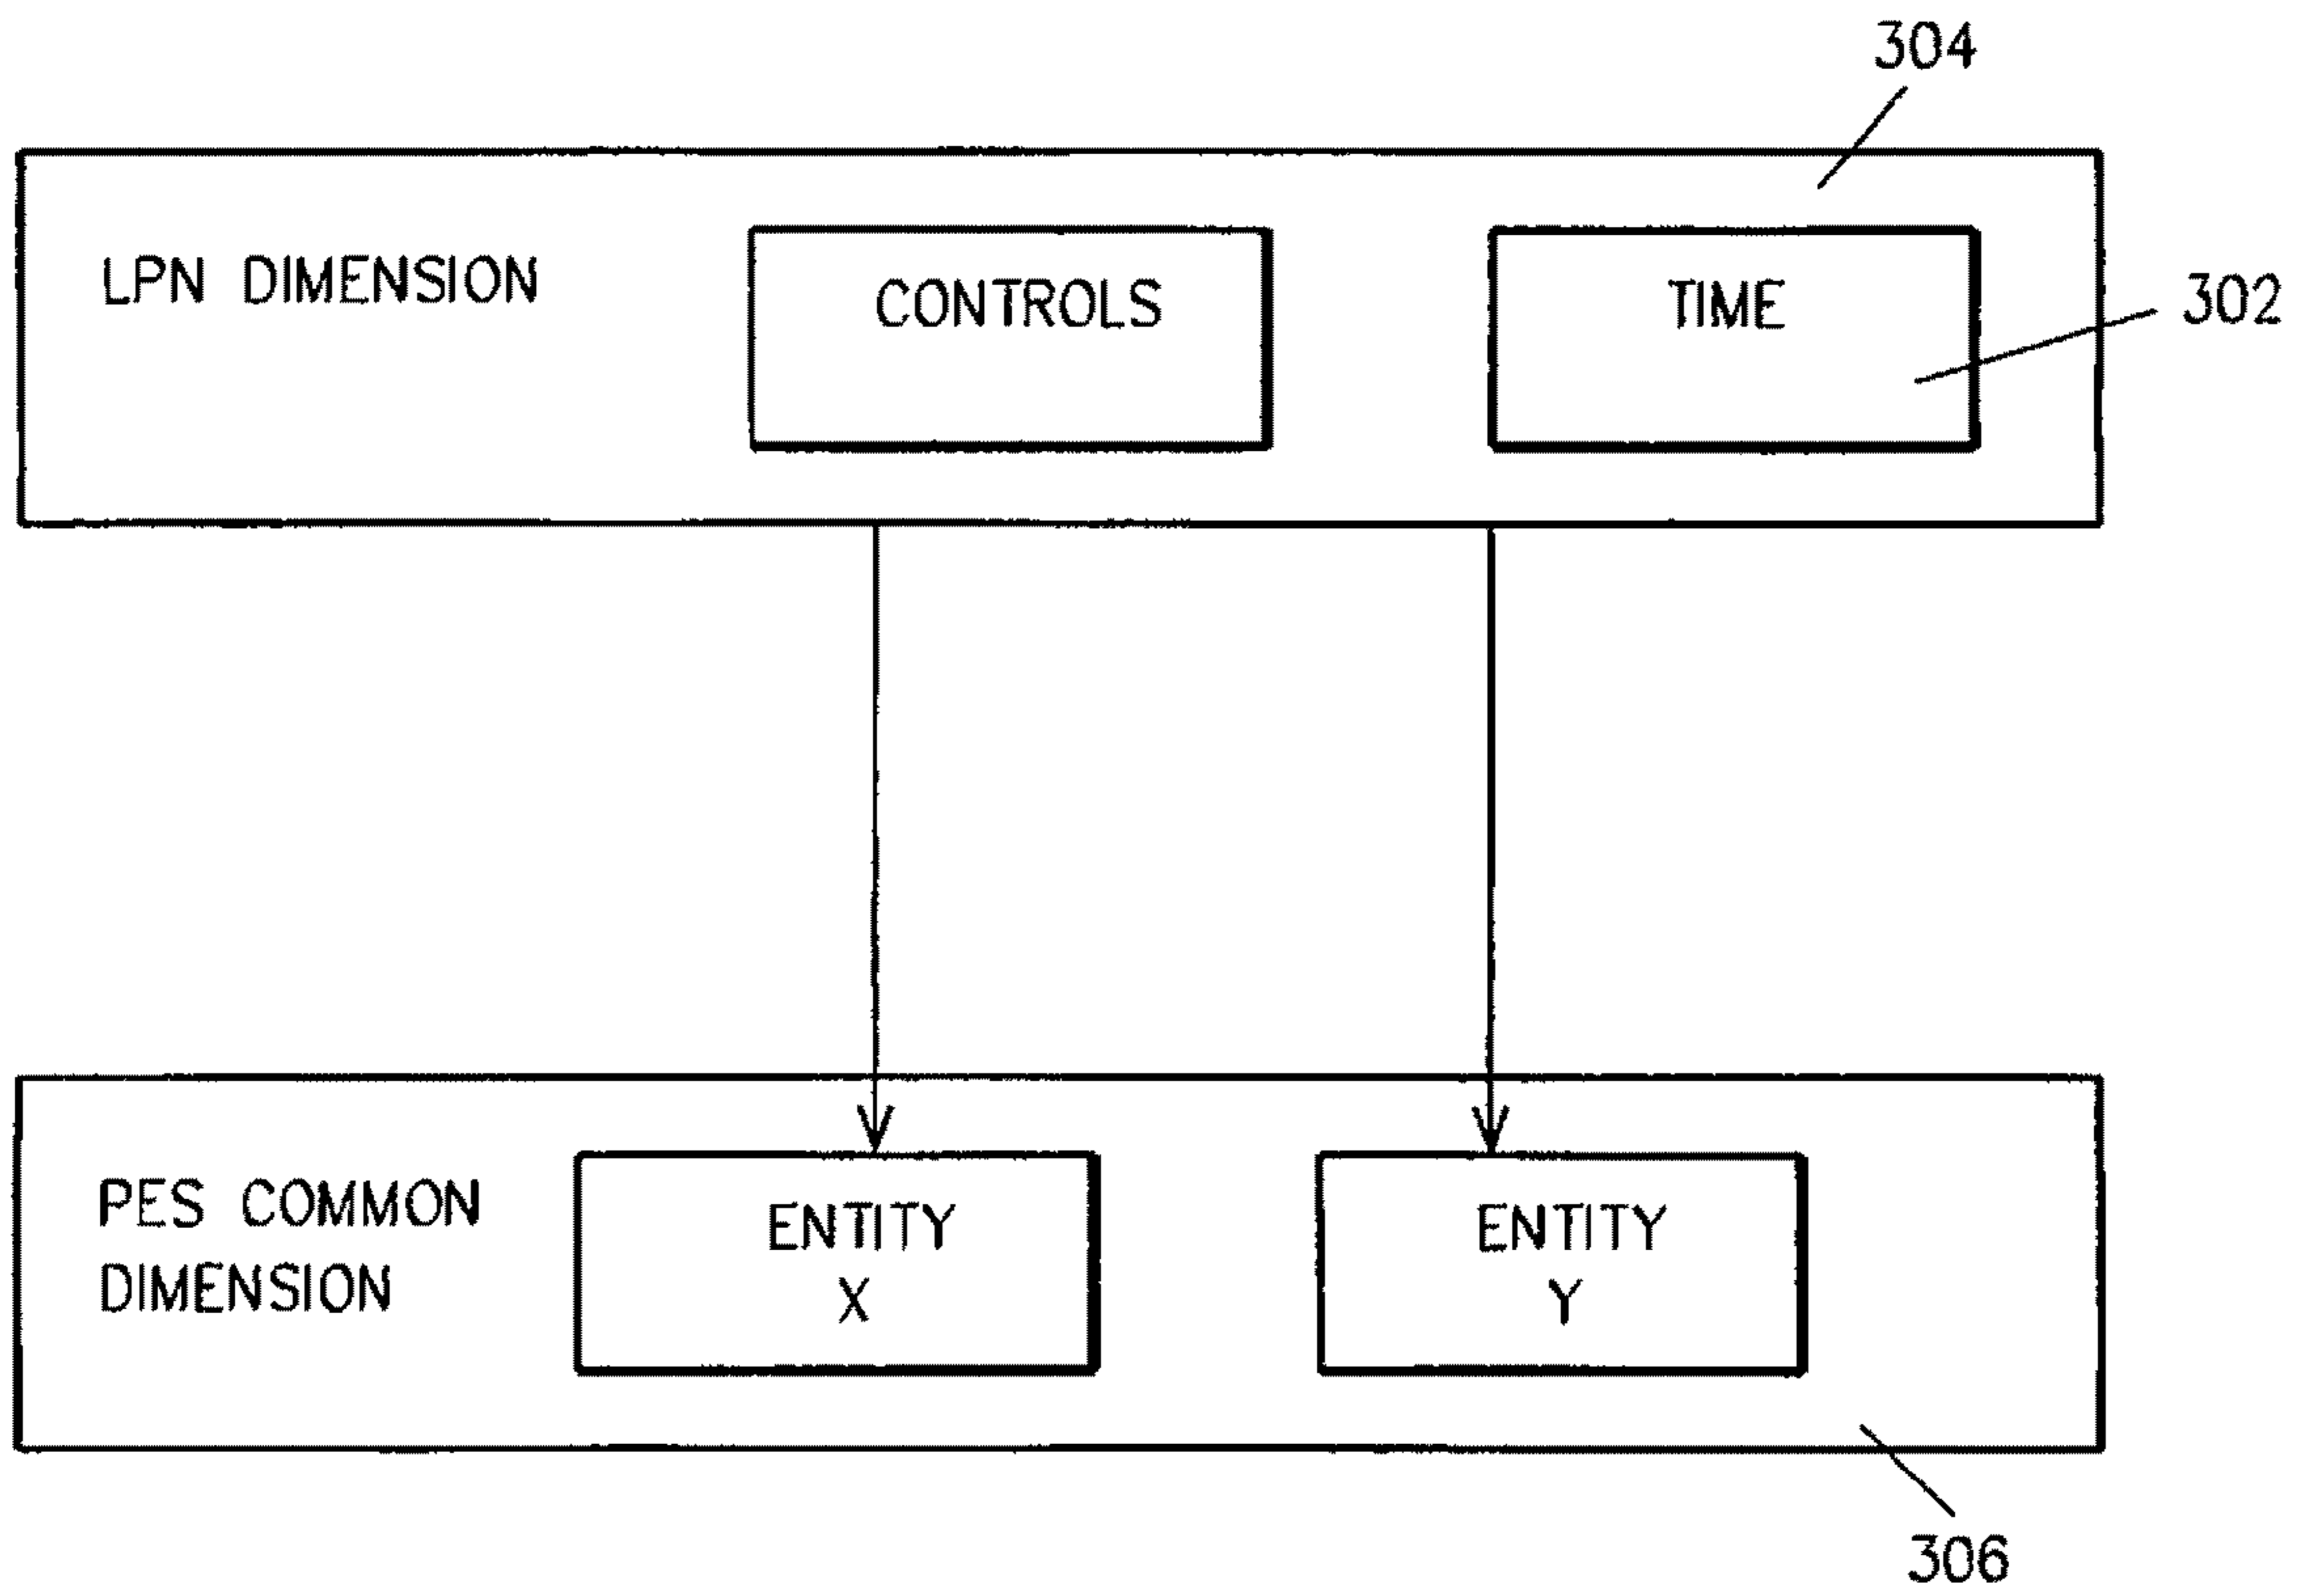 304
LPN DIMENSION
CONTROLS
TIME
302
PES COMMON
DIMENSION
ENTITY
X
ENTITY
Y
306